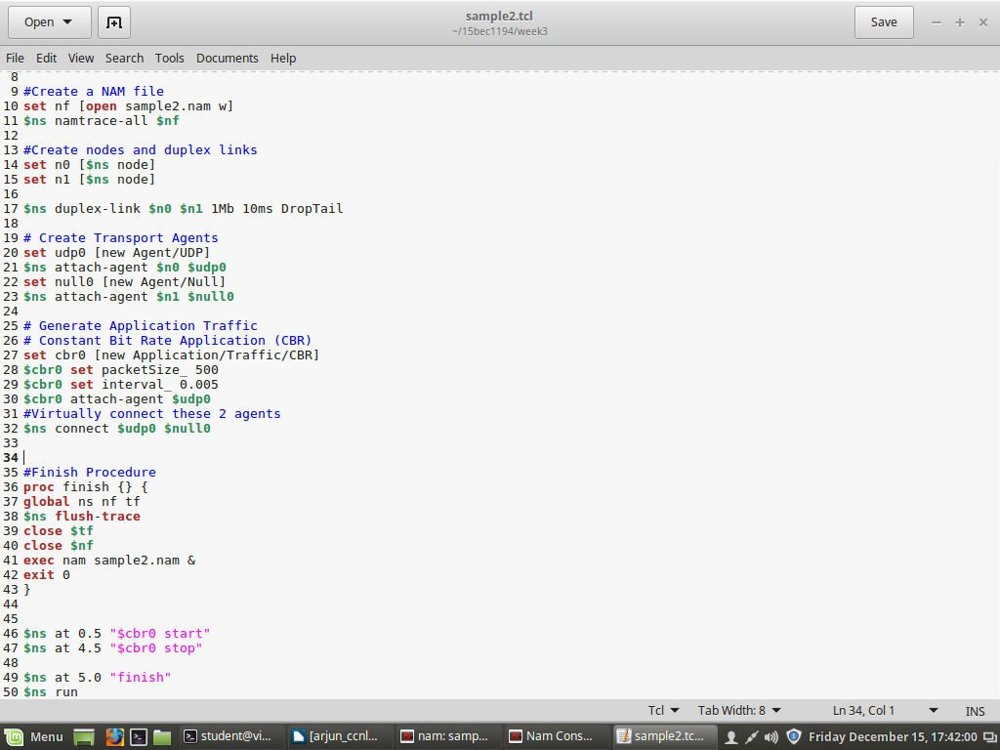 Open
sample2.tcl
~/15bec1194/week3
Save
File Edit View Search Tools Documents Help
8
9 #Create a NAM file
10 set nf [open sample2.nam w]
11 $ns namtrace-all $nf
12
13 #Create nodes and duplex links
14 set n0 [$ns node]
15 set n1 [$ns node]
16
17 $ns duplex-link $n0 $n1 1Mb 10ms DropTail
18
19 # Create Transport Agents
20 set udp0 [new Agent/UDP]
21 $ns attach-agent $n0 $udp0
22 set null0 [new Agent/Null]
23 $ns attach-agent $n1 $null0
24
25 # Generate Application Traffic
26 # Constant Bit Rate Application (CBR)
27 set cbr0 [new Application/Traffic/CBR]
28 $cbr0 set packetSize_ 500
29 $cbr0 set interval_ 0.005
30 $cbr0 attach-agent $udp0
31 #Virtually connect these 2 agents
32 $ns connect $udp0 $null0
33
34
35 #Finish Procedure
36 proc finish {} {
37 global ns nf tf
38 $ns flush-trace
39 close $tf
40 close $nf
41 exec nam sample2.nam &
42 exit 0
43 }
44
45
46 $ns at 0.5 "$cbr0 start"
47 $ns at 4.5 "$cbr0 stop"
48
49 $ns at 5.0 "finish"
50 $ns run
Tcl Tab Width: 8 Ln 34, Col 1 INS
Menu student@vi... [arjun_ccnl... nam: samp... Nam Cons... sample2.tc... Friday December 15, 17:42:00